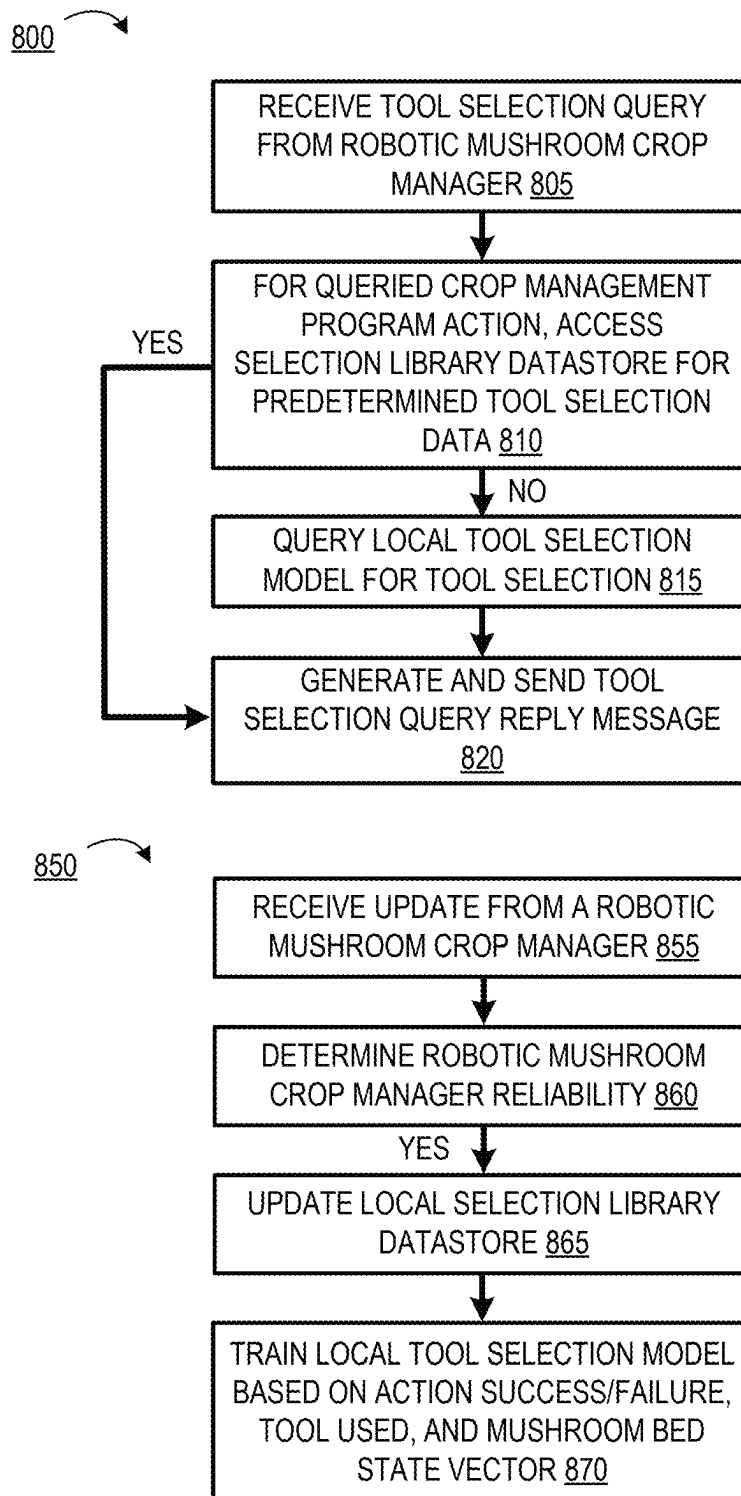 800
RECEIVE TOOL SELECTION QUERY
FROM ROBOTIC MUSHROOM CROP
MANAGER 805
FOR QUERIED CROP MANAGEMENT
PROGRAM ACTION, ACCESS
SELECTION LIBRARY DATASTORE FOR
PREDETERMINED TOOL SELECTION
DATA 810
YES
NO
QUERY LOCAL TOOL SELECTION
MODEL FOR TOOL SELECTION 815
GENERATE AND SEND TOOL
SELECTION QUERY REPLY MESSAGE
820
850
RECEIVE UPDATE FROM A ROBOTIC
MUSHROOM CROP MANAGER 855
DETERMINE ROBOTIC MUSHROOM
CROP MANAGER RELIABILITY 860
YES
UPDATE LOCAL SELECTION LIBRARY
DATASTORE 865
TRAIN LOCAL TOOL SELECTION MODEL
BASED ON ACTION SUCCESS/FAILURE,
TOOL USED, AND MUSHROOM BED
STATE VECTOR 870